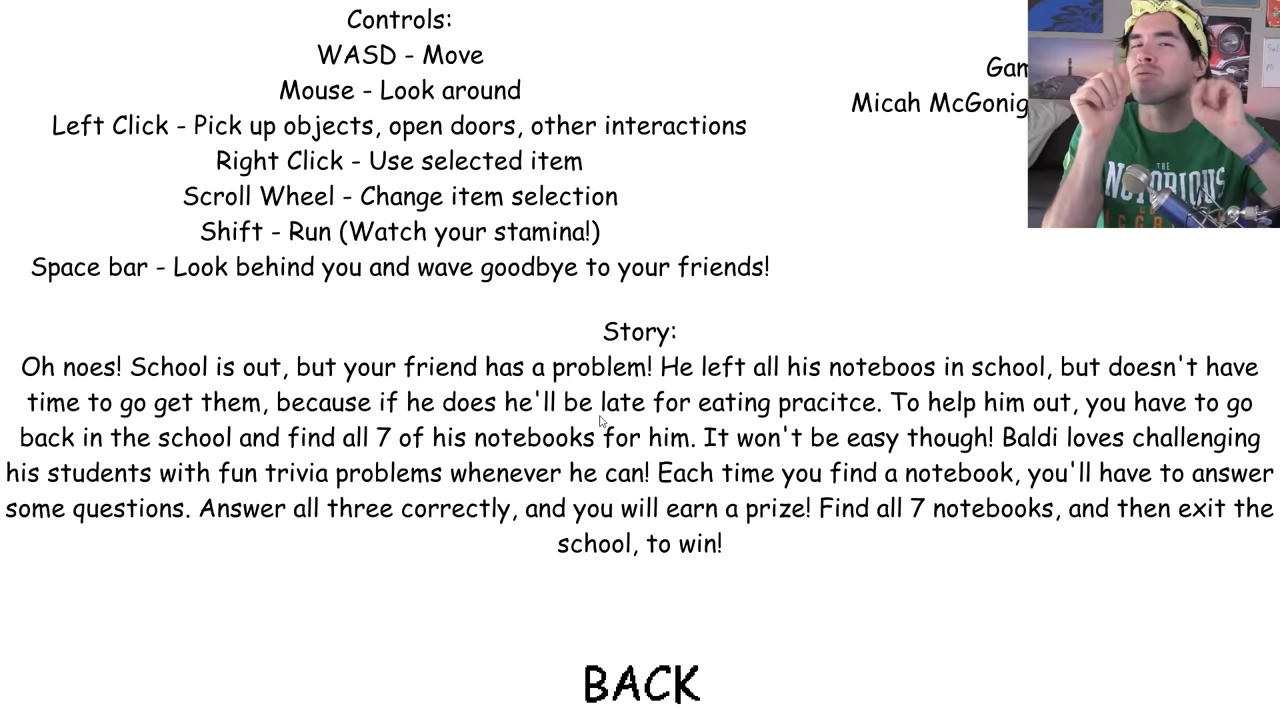 Controls:
WASD - Move
Mouse - Look around
Left Click - Pick up objects, open doors, other interactions
Right Click - Use selected item
Scroll Wheel - Change item selection
Shift - Run (Watch your stamina!)
Space bar - Look behind you and wave goodbye to your friends!
Micah
THE
NOTORIOUS
Story:
Oh noes! School is out, but your friend has a problem! He left all his noteboos in school, but doesn't have
time to go get them, because if he does he'll be late for eating pracitce. To help him out, you have to go
back in the school and find all 7 of his notebooks for him. It won't be easy though! Baldi loves challenging
his students with fun trivia problems whenever he can! Each time you find a notebook, you'll have to answer
some questions. Answer all three correctly, and you will earn a prize! Find all 7 notebooks, and then exit the
school, to win!
BACK